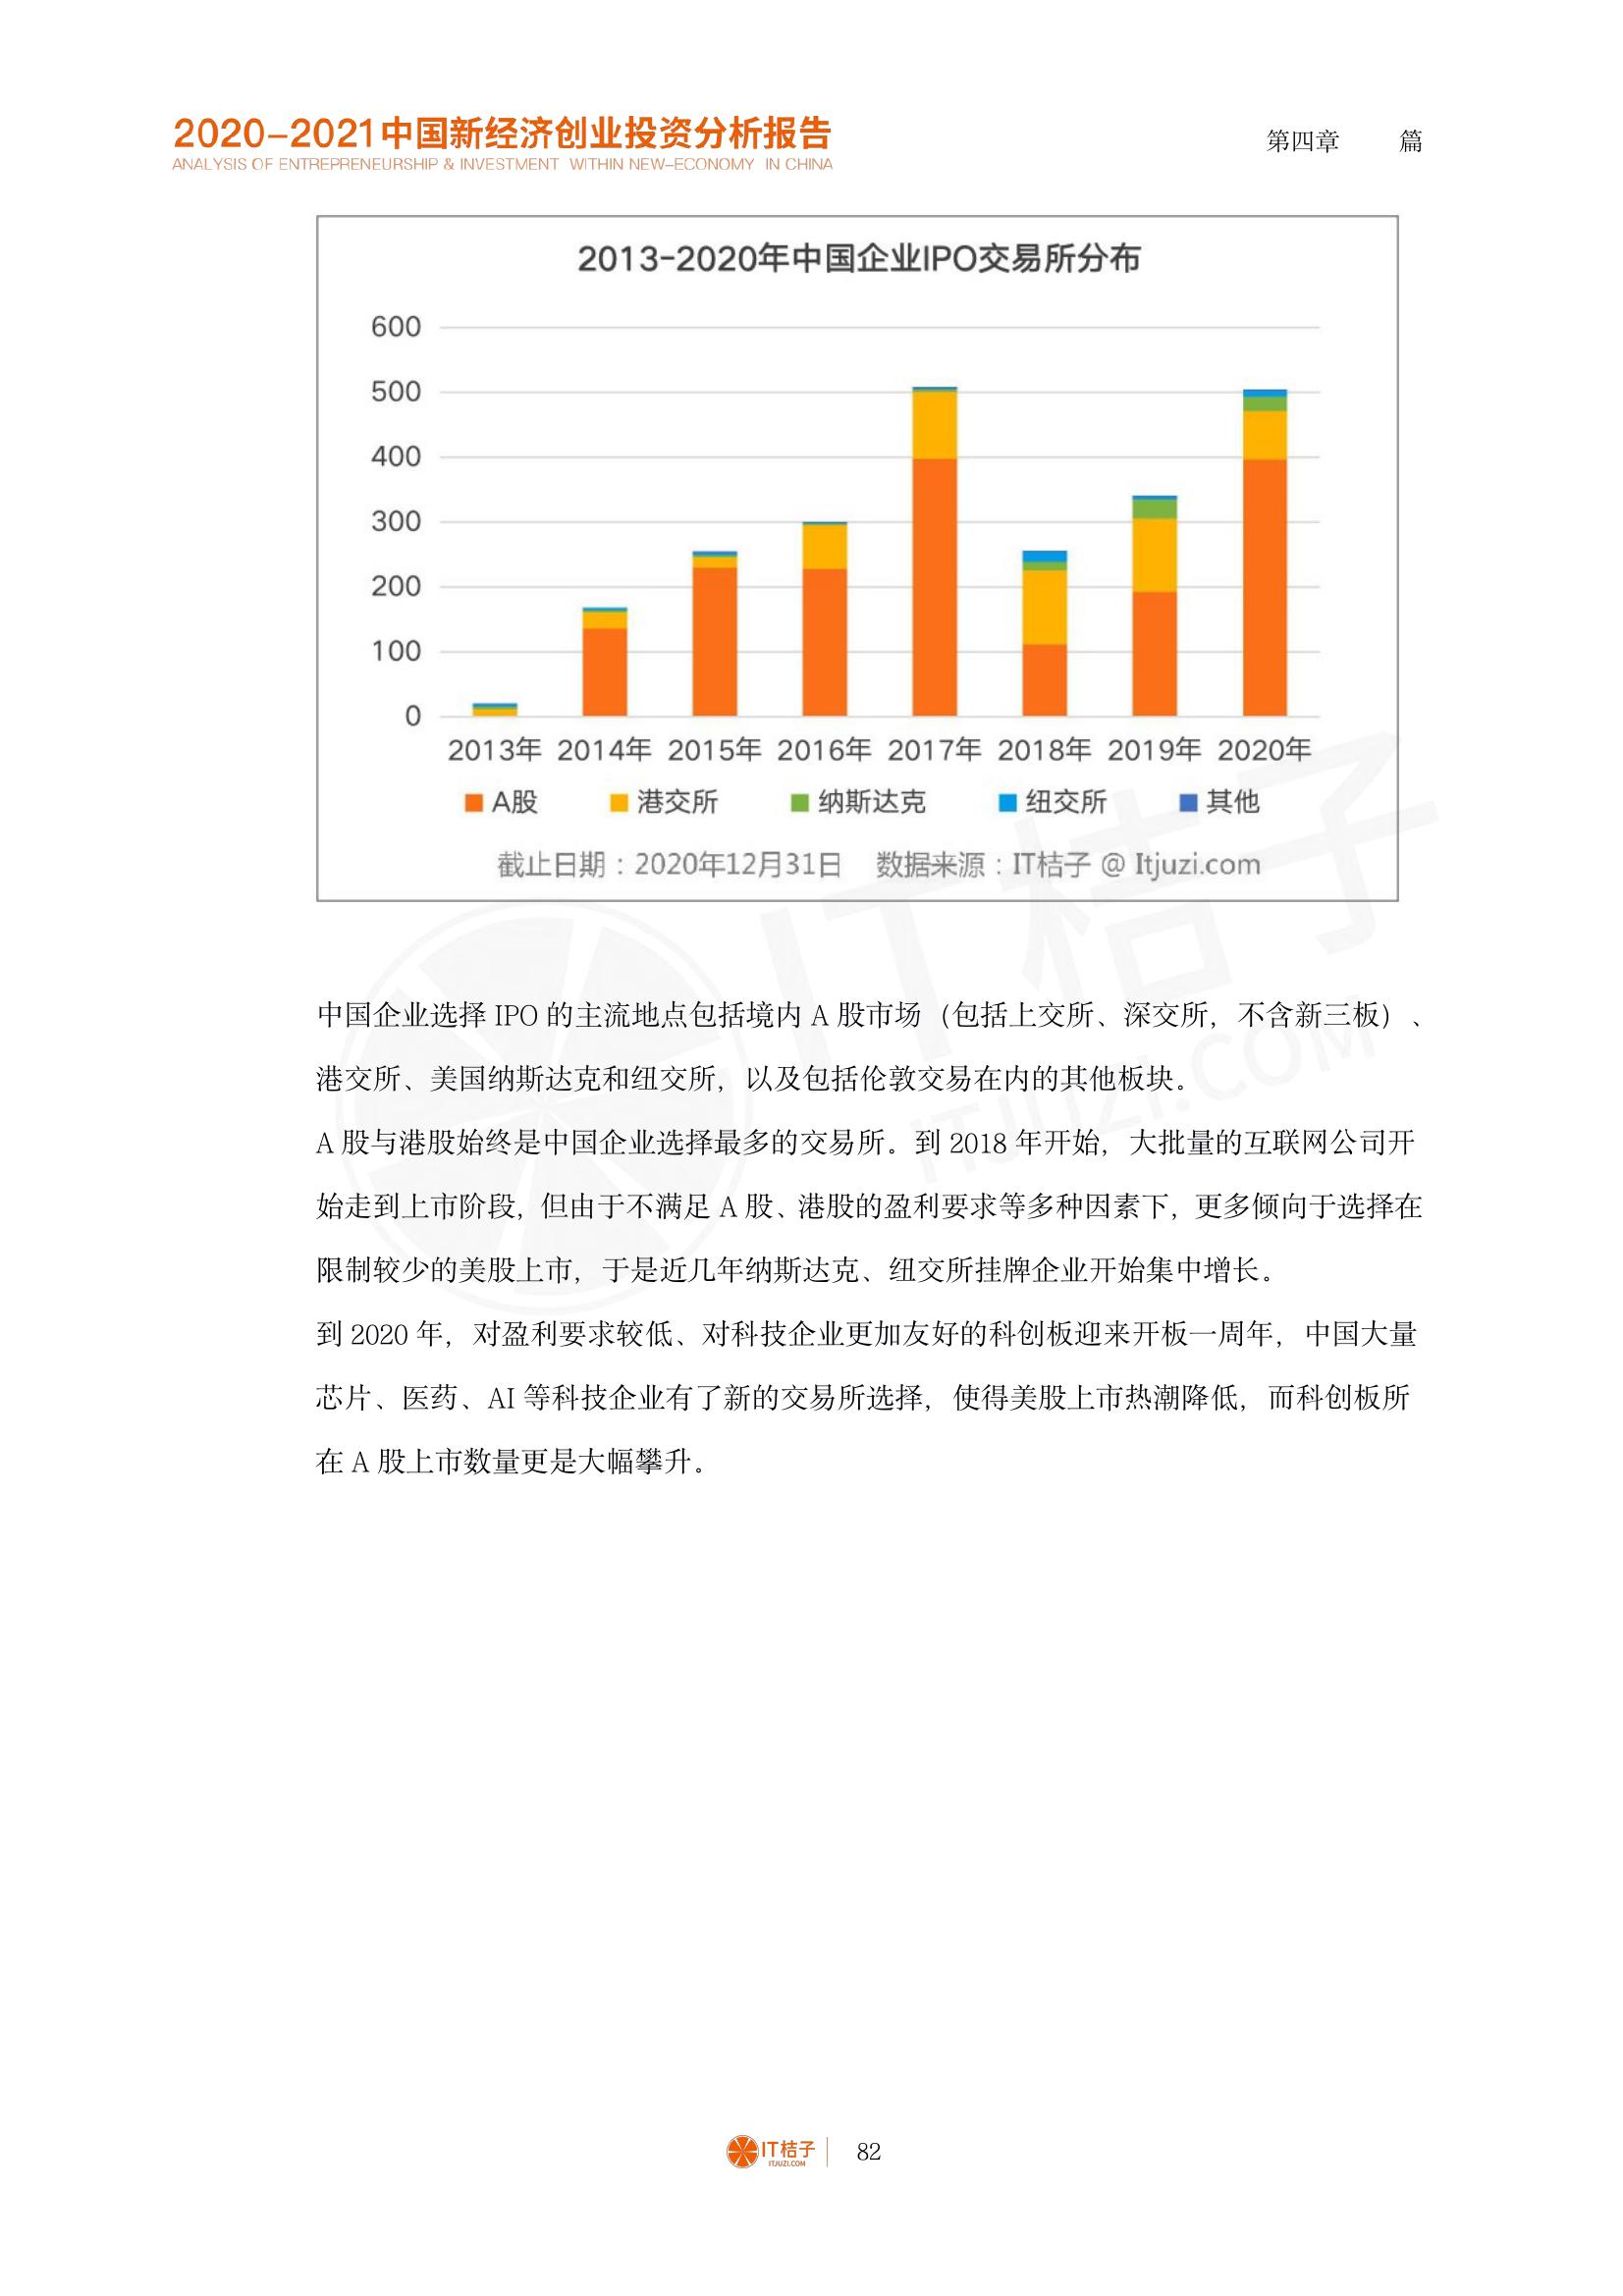 2020-2021中国新经济创业投资分析报告
ANALYSIS OF ENTREPRENEURSHIP & INVESTMENT WITHIN NEW-ECONOMY IN CHINA
第四章 篇
2013-2020年中国企业IPO交易所分布
600
500
400
300
200
100
0
2013年 2014年 2015年 2016年 2017年 2018年 2019年 2020年
A股 港交所 纳斯达克 纽交所 其他
截止日期：2020年12月31日 数据来源：IT桔子 @ Itjuzi.com
IT桔子
ITJUZI.COM
中国企业选择 IPO 的主流地点包括境内 A 股市场（包括上交所、深交所，不含新三板）、
港交所、美国纳斯达克和纽交所，以及包括伦敦交易在内的其他板块。
A 股与港股始终是中国企业选择最多的交易所。到 2018 年开始，大批量的互联网公司开
始走到上市阶段，但由于不满足 A 股、港股的盈利要求等多种因素下，更多倾向于选择在
限制较少的美股上市，于是近几年纳斯达克、纽交所挂牌企业开始集中增长。
到 2020 年，对盈利要求较低、对科技企业更加友好的科创板迎来开板一周年，中国大量
芯片、医药、AI 等科技企业有了新的交易所选择，使得美股上市热潮降低，而科创板所
在 A 股上市数量更是大幅攀升。
IT桔子
ITJUZI.COM
82